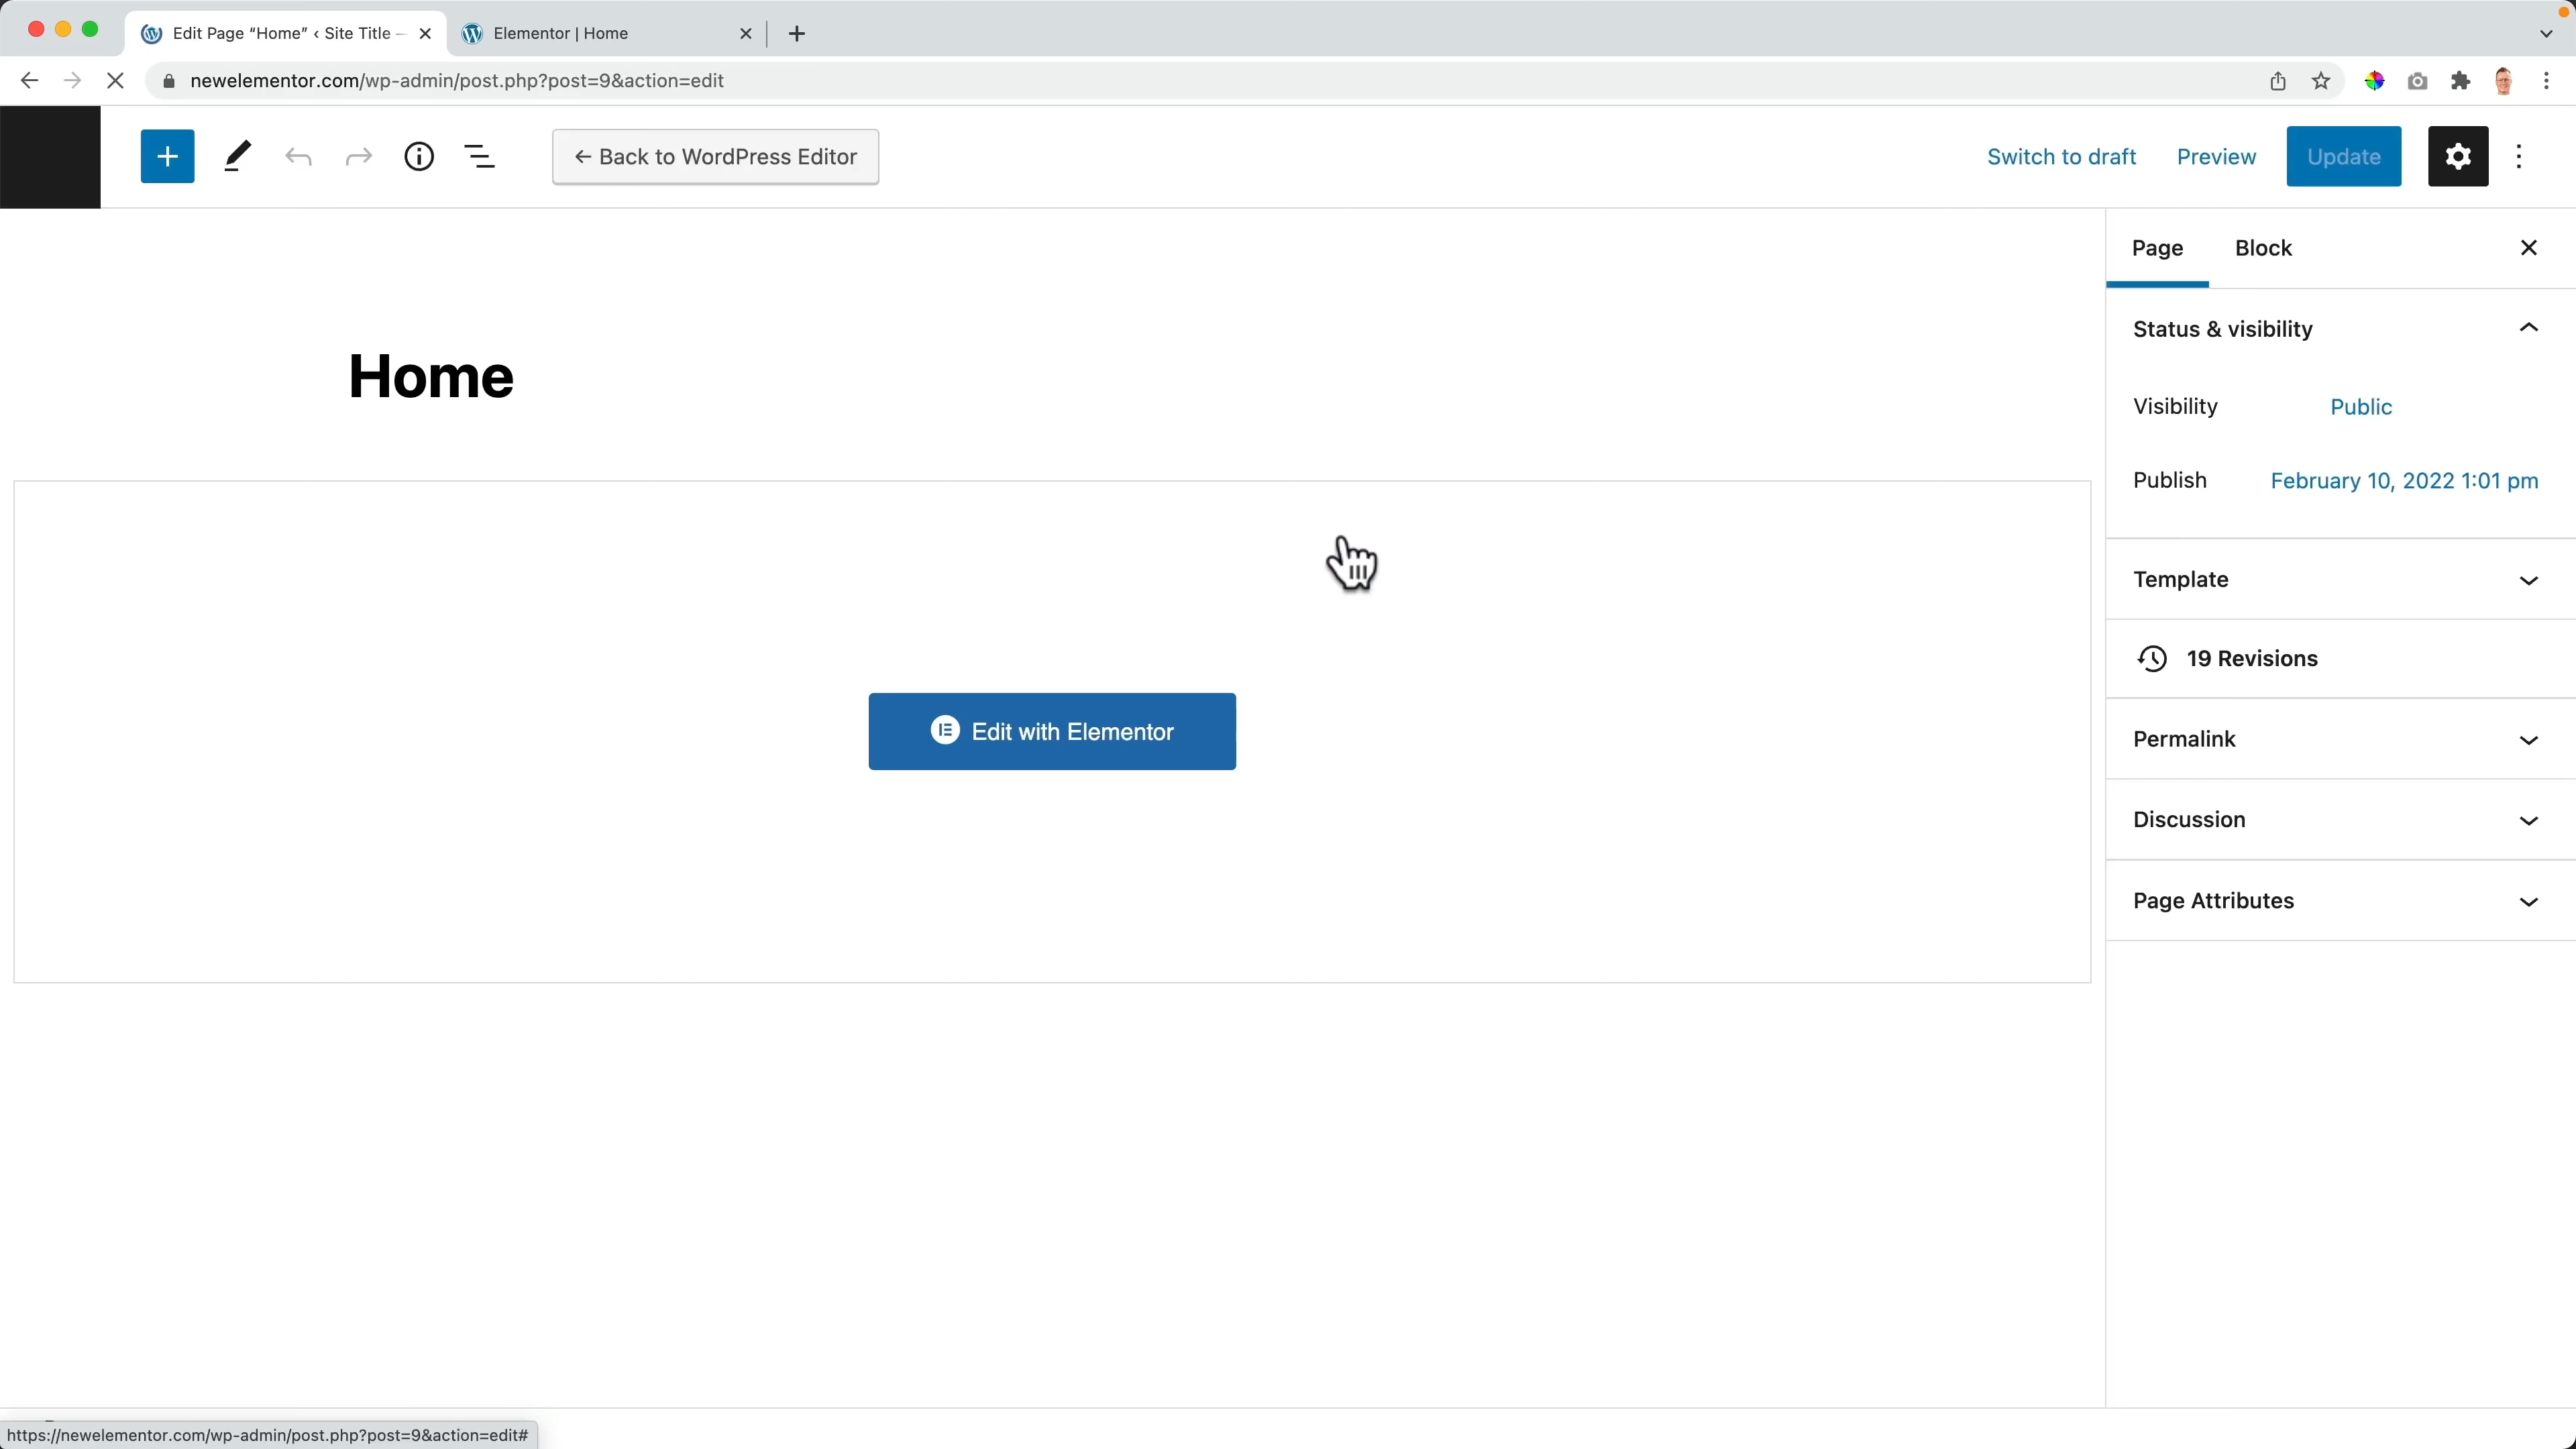 Edit Page “Home” ‹ Site Title —
Elementor | Home
newelementor.com/wp-admin/post.php?post=9&action=edit
← Back to WordPress Editor
Switch to draft
Preview
Update
Page
Block
Status & visibility
Home
Visibility
Public
Publish
February 10, 2022 1:01 pm
Template
19 Revisions
Edit with Elementor
Permalink
Discussion
Page Attributes
https://newelementor.com/wp-admin/post.php?post=9&action=edit#